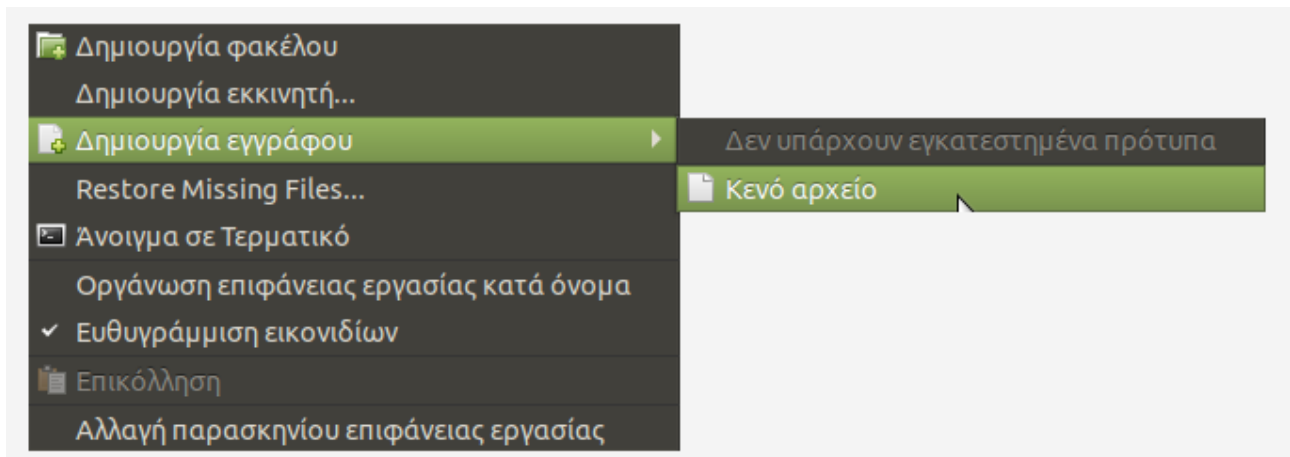 Δημιουργία φακέλου
Δημιουργία εκκινητή...
Δημιουργία εγγράφου
Δεν υπάρχουν εγκατεστημένα πρότυπα
Restore Missing Files...
Κενό αρχείο
Άνοιγμα σε Τερματικό
Οργάνωση επιφάνειας εργασίας κατά όνομα
Ευθυγράμμιση εικονιδίων
Επικόλληση
Αλλαγή παρασκηνίου επιφάνειας εργασίας